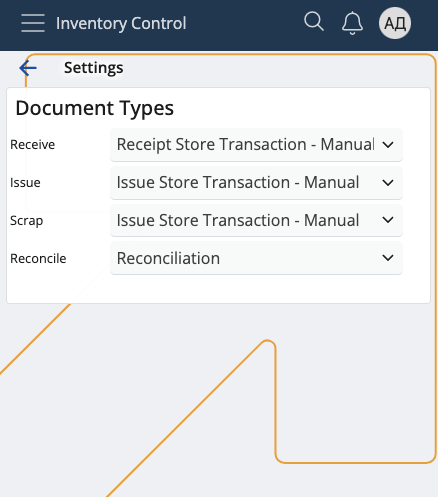 Inventory Control
АД
Settings
Document Types
Receive
Receipt Store Transaction - Manual
Issue
Issue Store Transaction - Manual
Scrap
Issue Store Transaction - Manual
Reconcile
Reconciliation